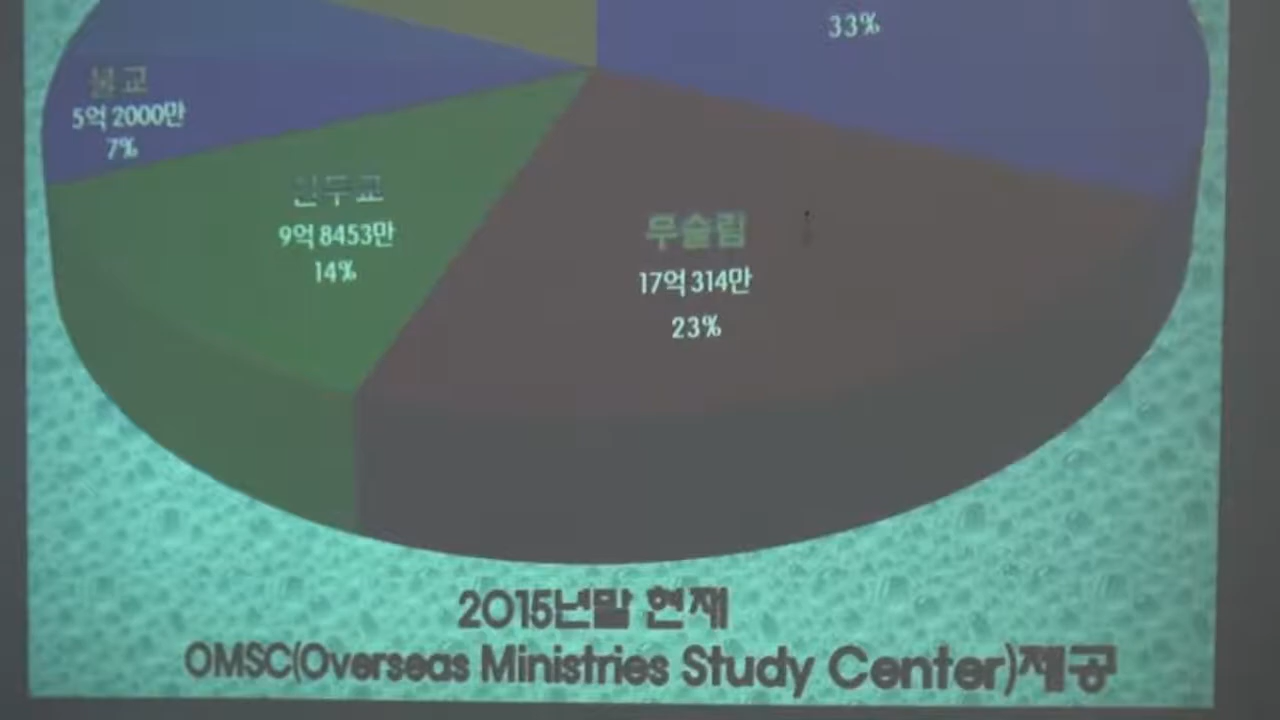 33%
불교
5억 2000만
7%
인두교
9억 8453만
14%
무슬림
17억 314만
23%
2015년말 현재
OMSC(Overseas Ministries Study Center)제공